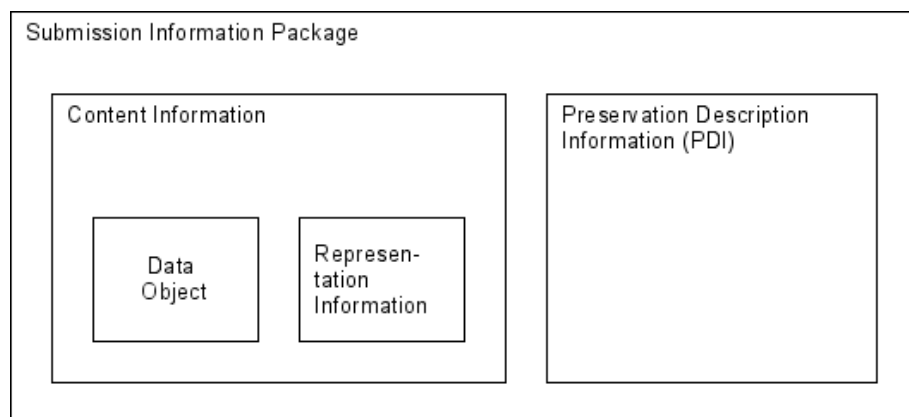 Submission Information Package
Content Information
Preservation Description
Information (PDI)
Data
Object
Represen-
tation
Information